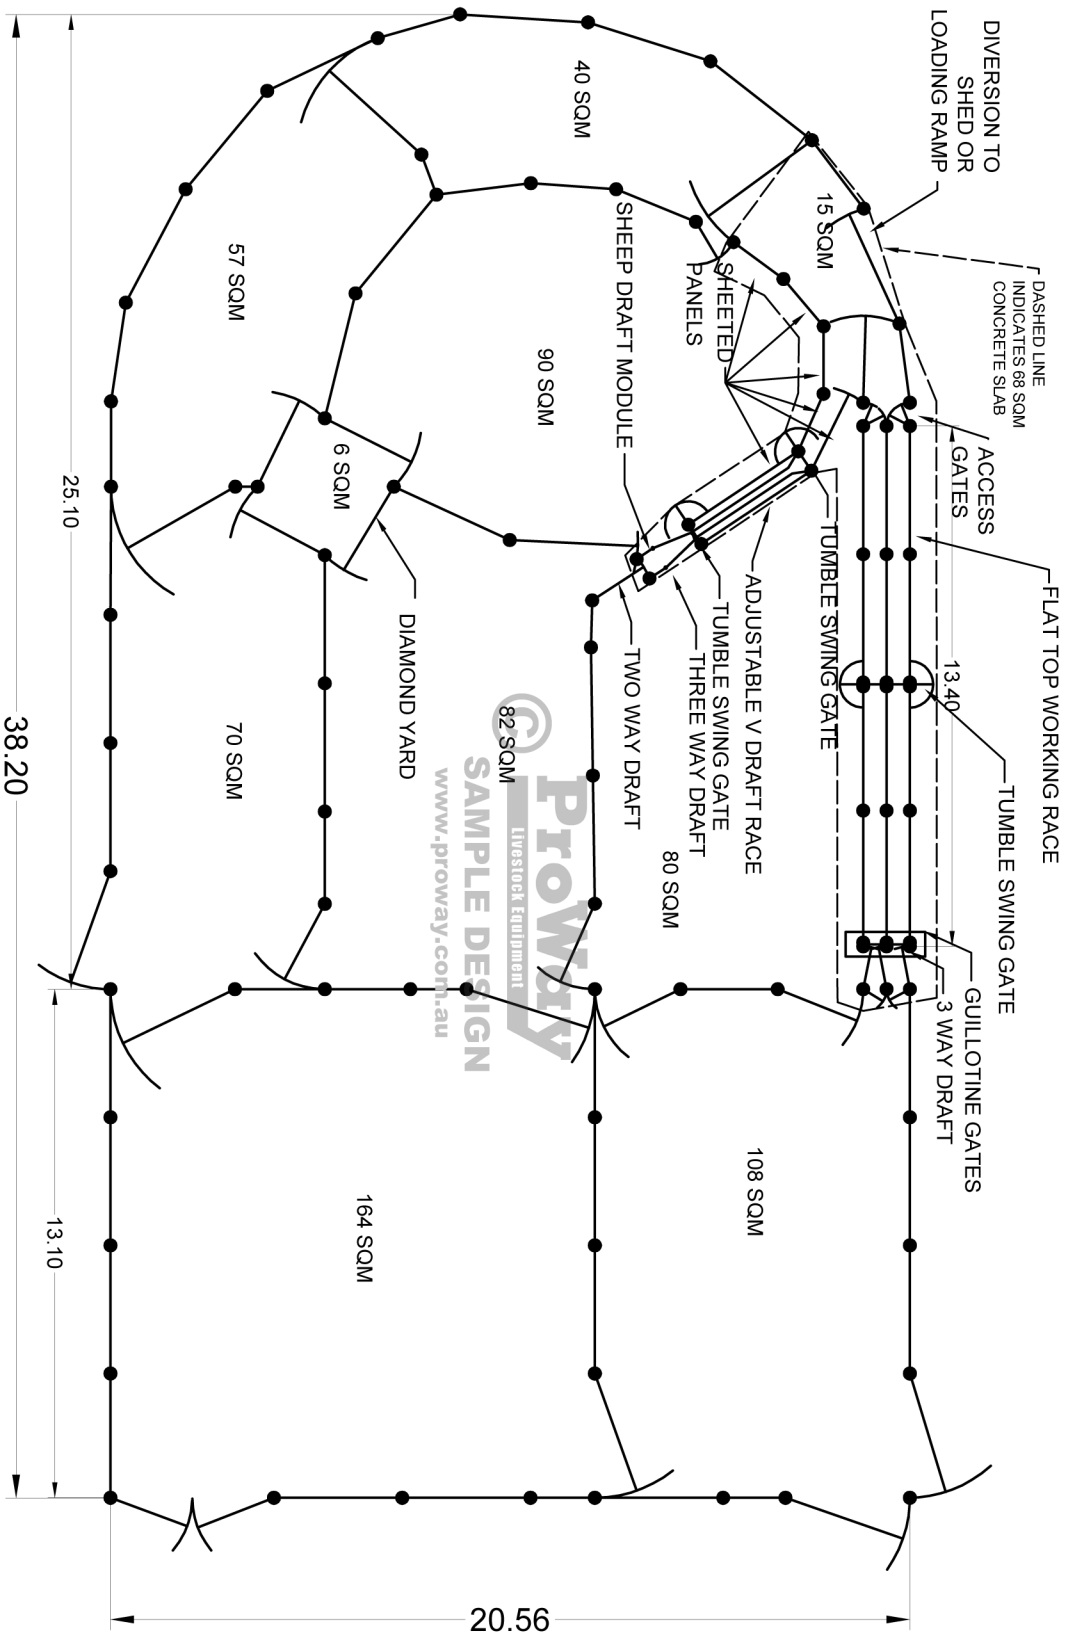 DIVERSION TO
SHED OR
LOADING RAMP
DASHED LINE
INDICATES 68 SQM
CONCRETE SLAB
ACCESS
GATES
FLAT TOP WORKING RACE
13.40
TUMBLE SWING GATE
GUILLOTINE GATES
3 WAY DRAFT
15 SQM
40 SQM
SHEETED
PANELS
SHEEP DRAFT MODULE
TUMBLE SWING GATE
ADJUSTABLE V DRAFT RACE
TUMBLE SWING GATE
THREE WAY DRAFT
TWO WAY DRAFT
80 SQM
90 SQM
82 SQM
57 SQM
6 SQM
DIAMOND YARD
70 SQM
108 SQM
164 SQM
©
ProWay
Livestock Equipment
SAMPLE DESIGN
www.proway.com.au
25.10
13.10
38.20
20.56